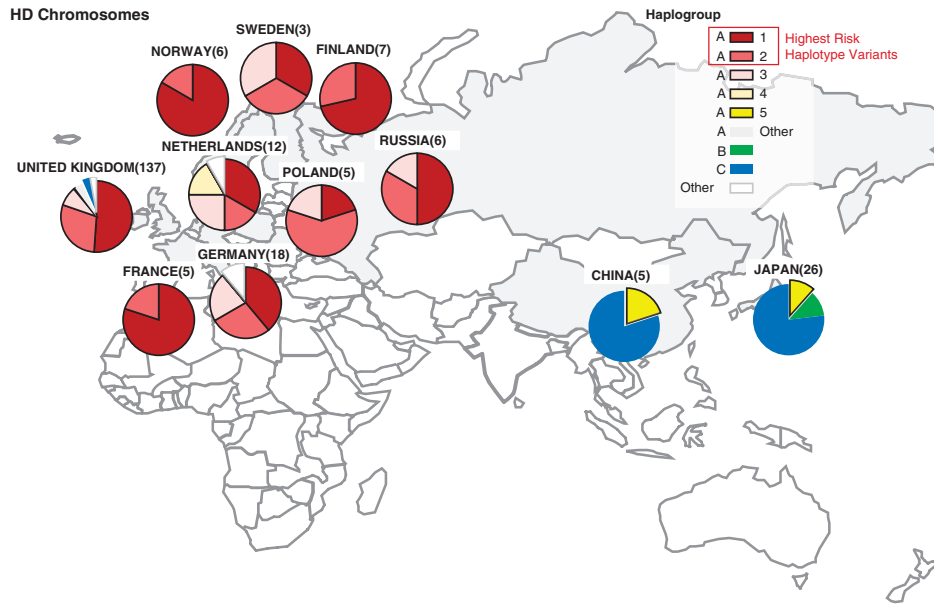 HD Chromosomes
Haplogroup
A 1 Highest Risk
A 2 Haplotype Variants
A 3
A 4
A 5
A Other
B
C
Other
SWEDEN(3)
NORWAY(6)
FINLAND(7)
NETHERLANDS(12)
RUSSIA(6)
UNITED KINGDOM(137)
POLAND(5)
GERMANY(18)
FRANCE(5)
CHINA(5)
JAPAN(26)